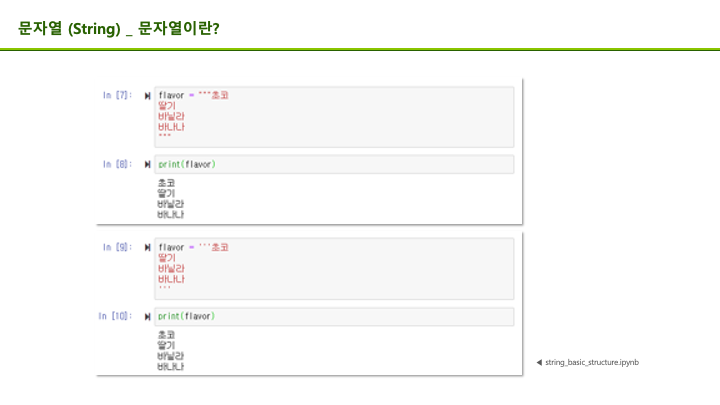 문자열 (String) _ 문자열이란?
In [7]: flavor = """초코
딸기
바닐라
바나나
"""
In [8]: print(flavor)
초코
딸기
바닐라
바나나
In [9]: flavor = '''초코
딸기
바닐라
바나나
'''
In [10]: print(flavor)
초코
딸기
바닐라
바나나
◀ string_basic_structure.ipynb